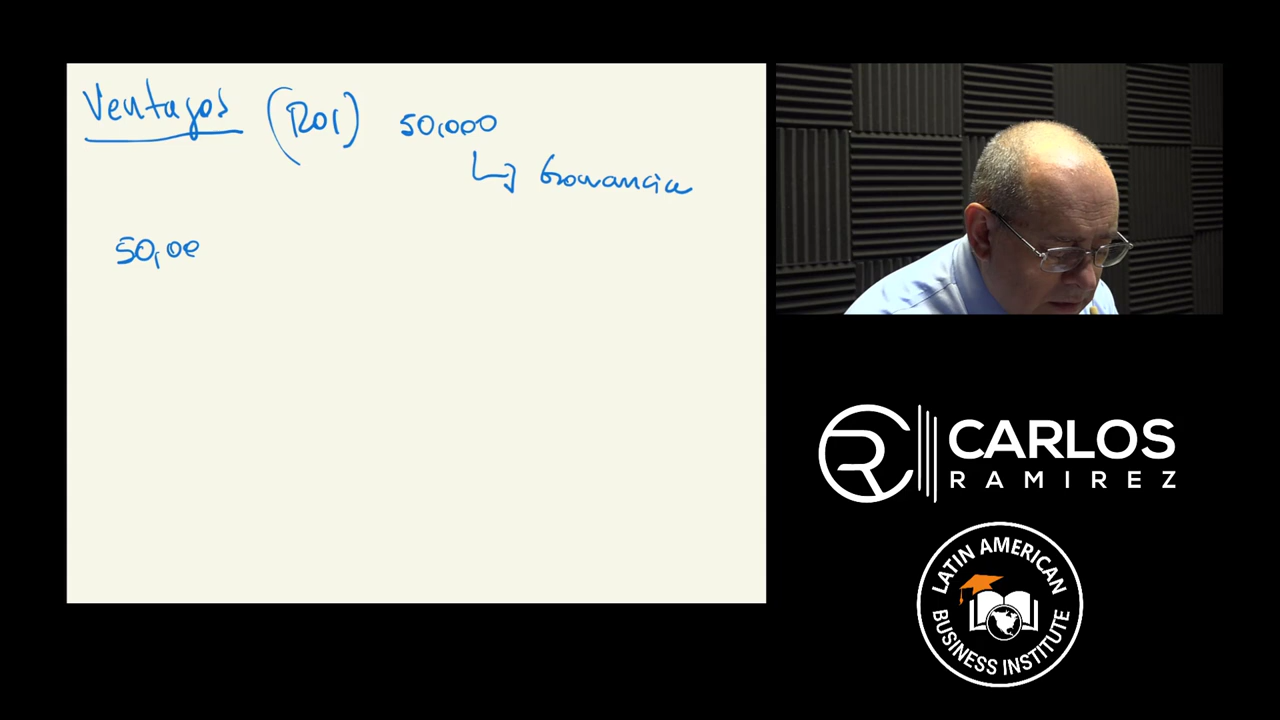 Ventajas (ROI) 50,000
↳ Ganancia
50,00
CARLOS
RAMIREZ
LATIN AMERICAN
BUSINESS INSTITUTE